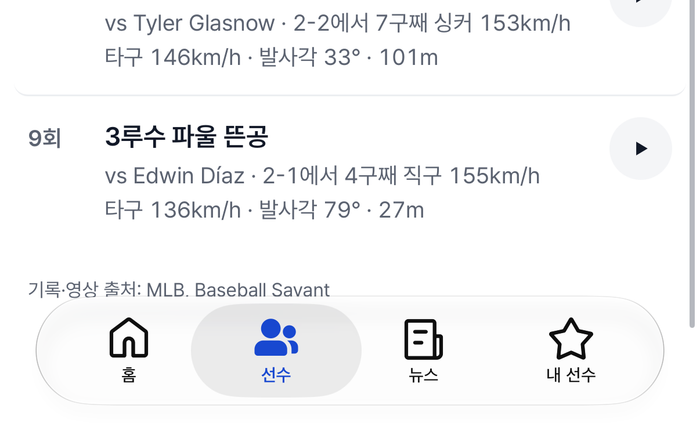 vs Tyler Glasnow · 2-2에서 7구째 싱커 153km/h
타구 146km/h · 발사각 33° · 101m
9회
3루수 파울 뜬공
vs Edwin Díaz · 2-1에서 4구째 직구 155km/h
타구 136km/h · 발사각 79° · 27m
기록·영상 출처: MLB, Baseball Savant
홈
선수
뉴스
내 선수